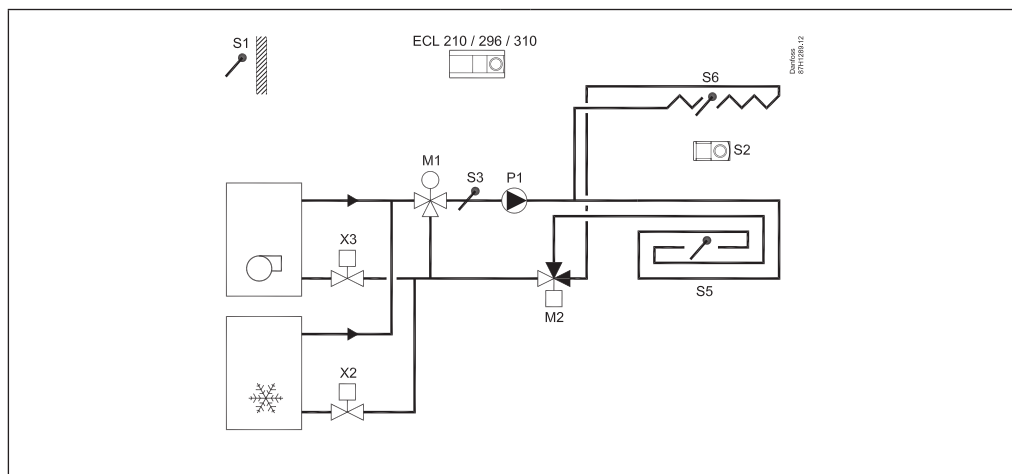 S1
ECL 210 / 296 / 310
Danfoss
87H1289.12
S6
S2
M1
S3
P1
X3
S5
M2
X2